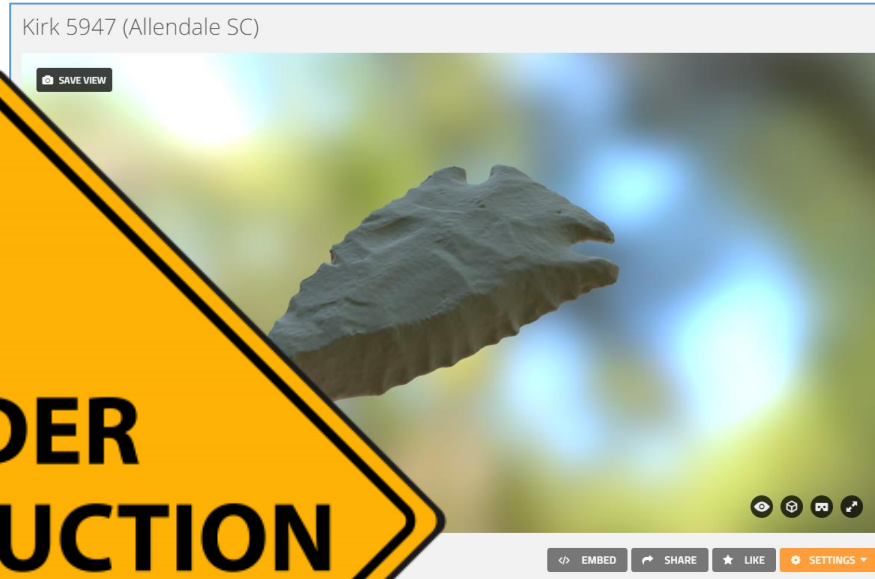 Kirk 5947 (Allendale SC)
SAVE VIEW
DER
UCTION
</> EMBED
SHARE
LIKE
SETTINGS